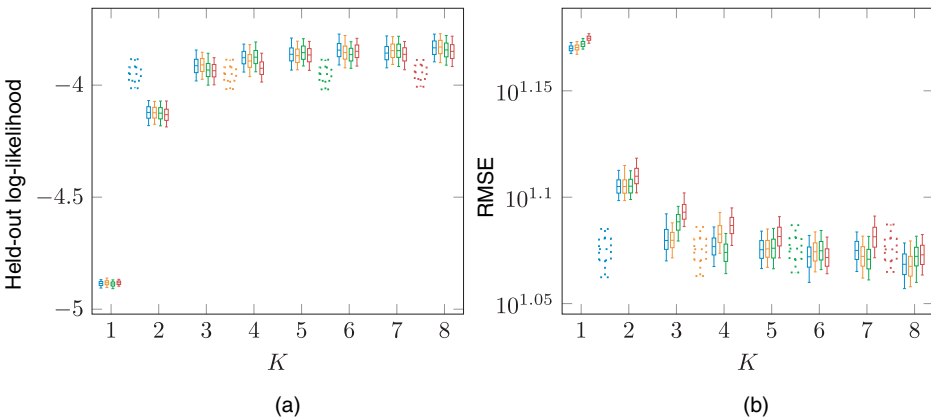 Held-out log-likelihood
−4
−4.5
−5
1 2 3 4 5 6 7 8
K
(a)
RMSE
10^1.15
10^1.1
10^1.05
1 2 3 4 5 6 7 8
K
(b)